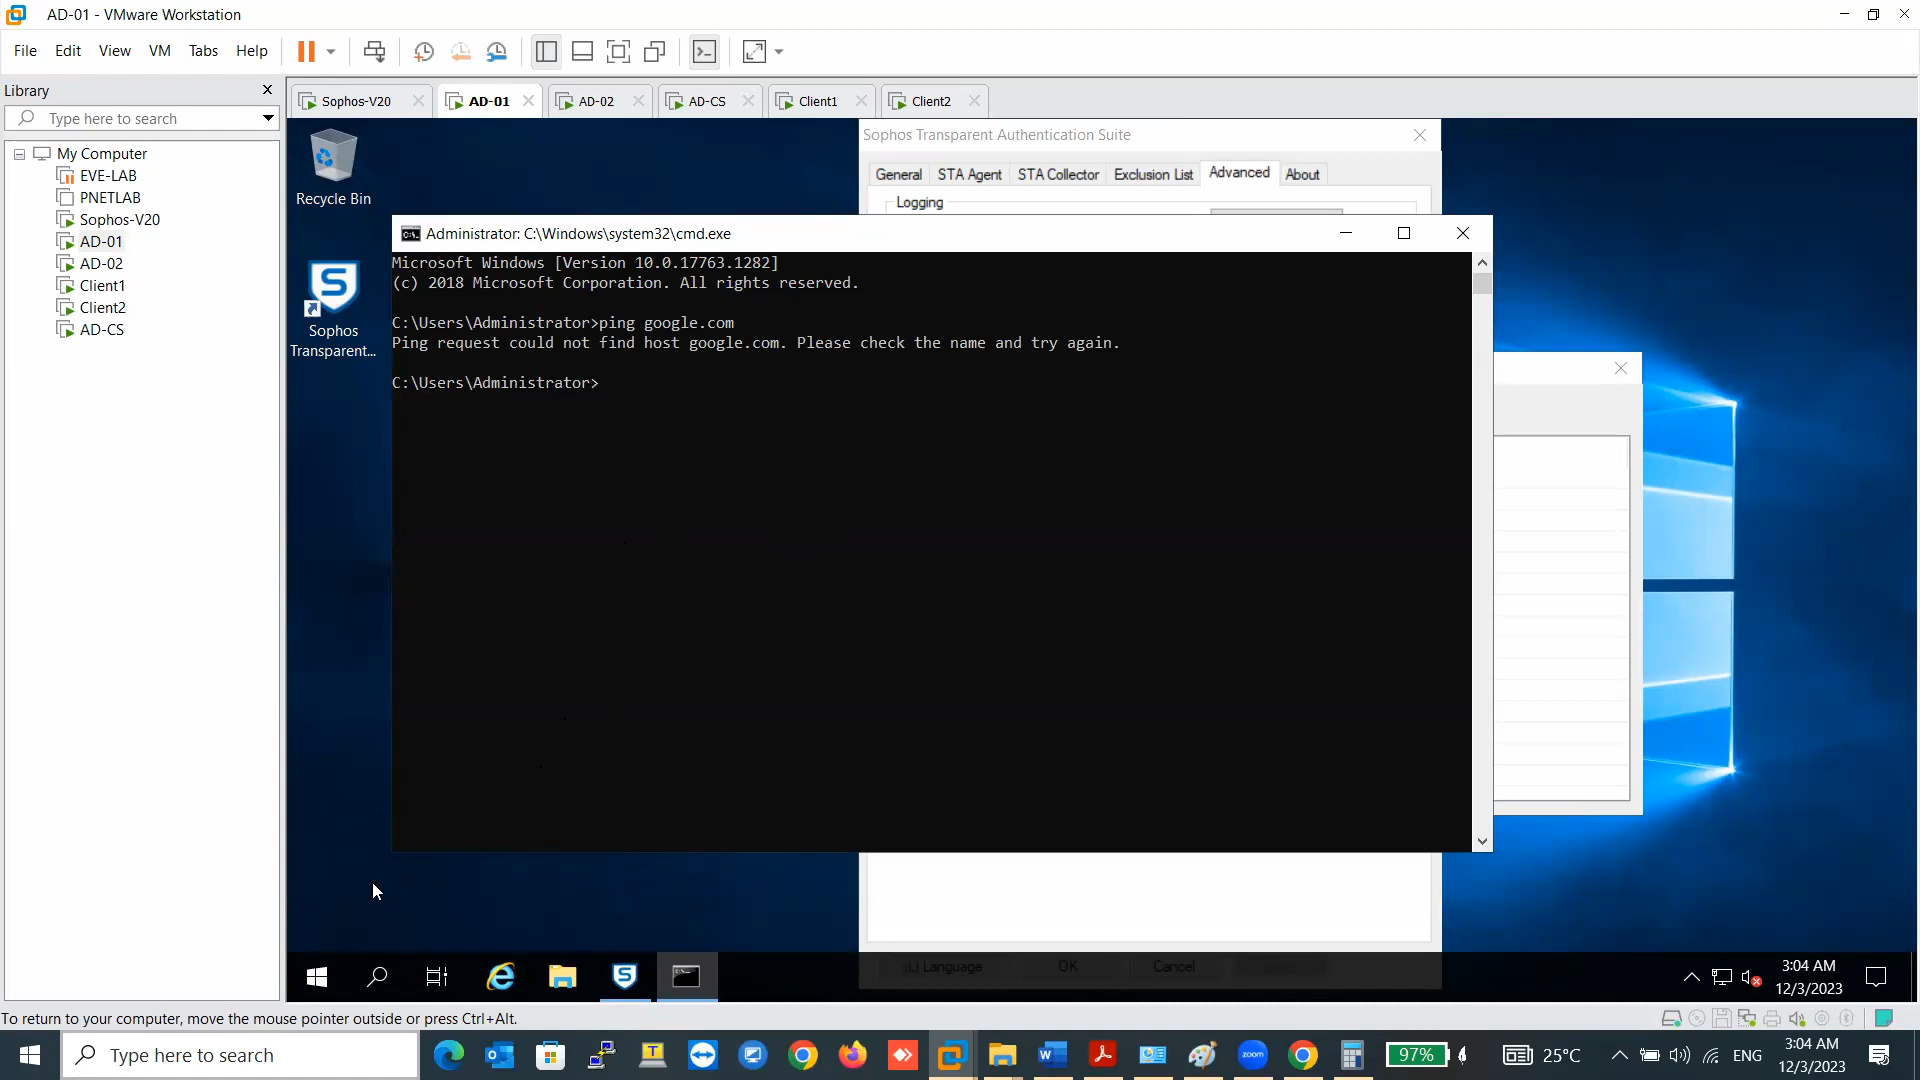 AD-01 - VMware Workstation
File Edit View VM Tabs Help
Library
Type here to search
My Computer
EVE-LAB
PNETLAB
Sophos-V20
AD-01
AD-02
Client1
Client2
AD-CS
Sophos-V20 AD-01 AD-02 AD-CS Client1 Client2
Recycle Bin
Sophos
Transparent...
Sophos Transparent Authentication Suite
General STA Agent STA Collector Exclusion List Advanced About
Logging
Administrator: C:\Windows\system32\cmd.exe
Microsoft Windows [Version 10.0.17763.1282]
(c) 2018 Microsoft Corporation. All rights reserved.
C:\Users\Administrator>ping google.com
Ping request could not find host google.com. Please check the name and try again.
C:\Users\Administrator>
Language OK Cancel
3:04 AM
12/3/2023
To return to your computer, move the mouse pointer outside or press Ctrl+Alt.
Type here to search
zoom
97%
25°C
ENG
3:04 AM
12/3/2023